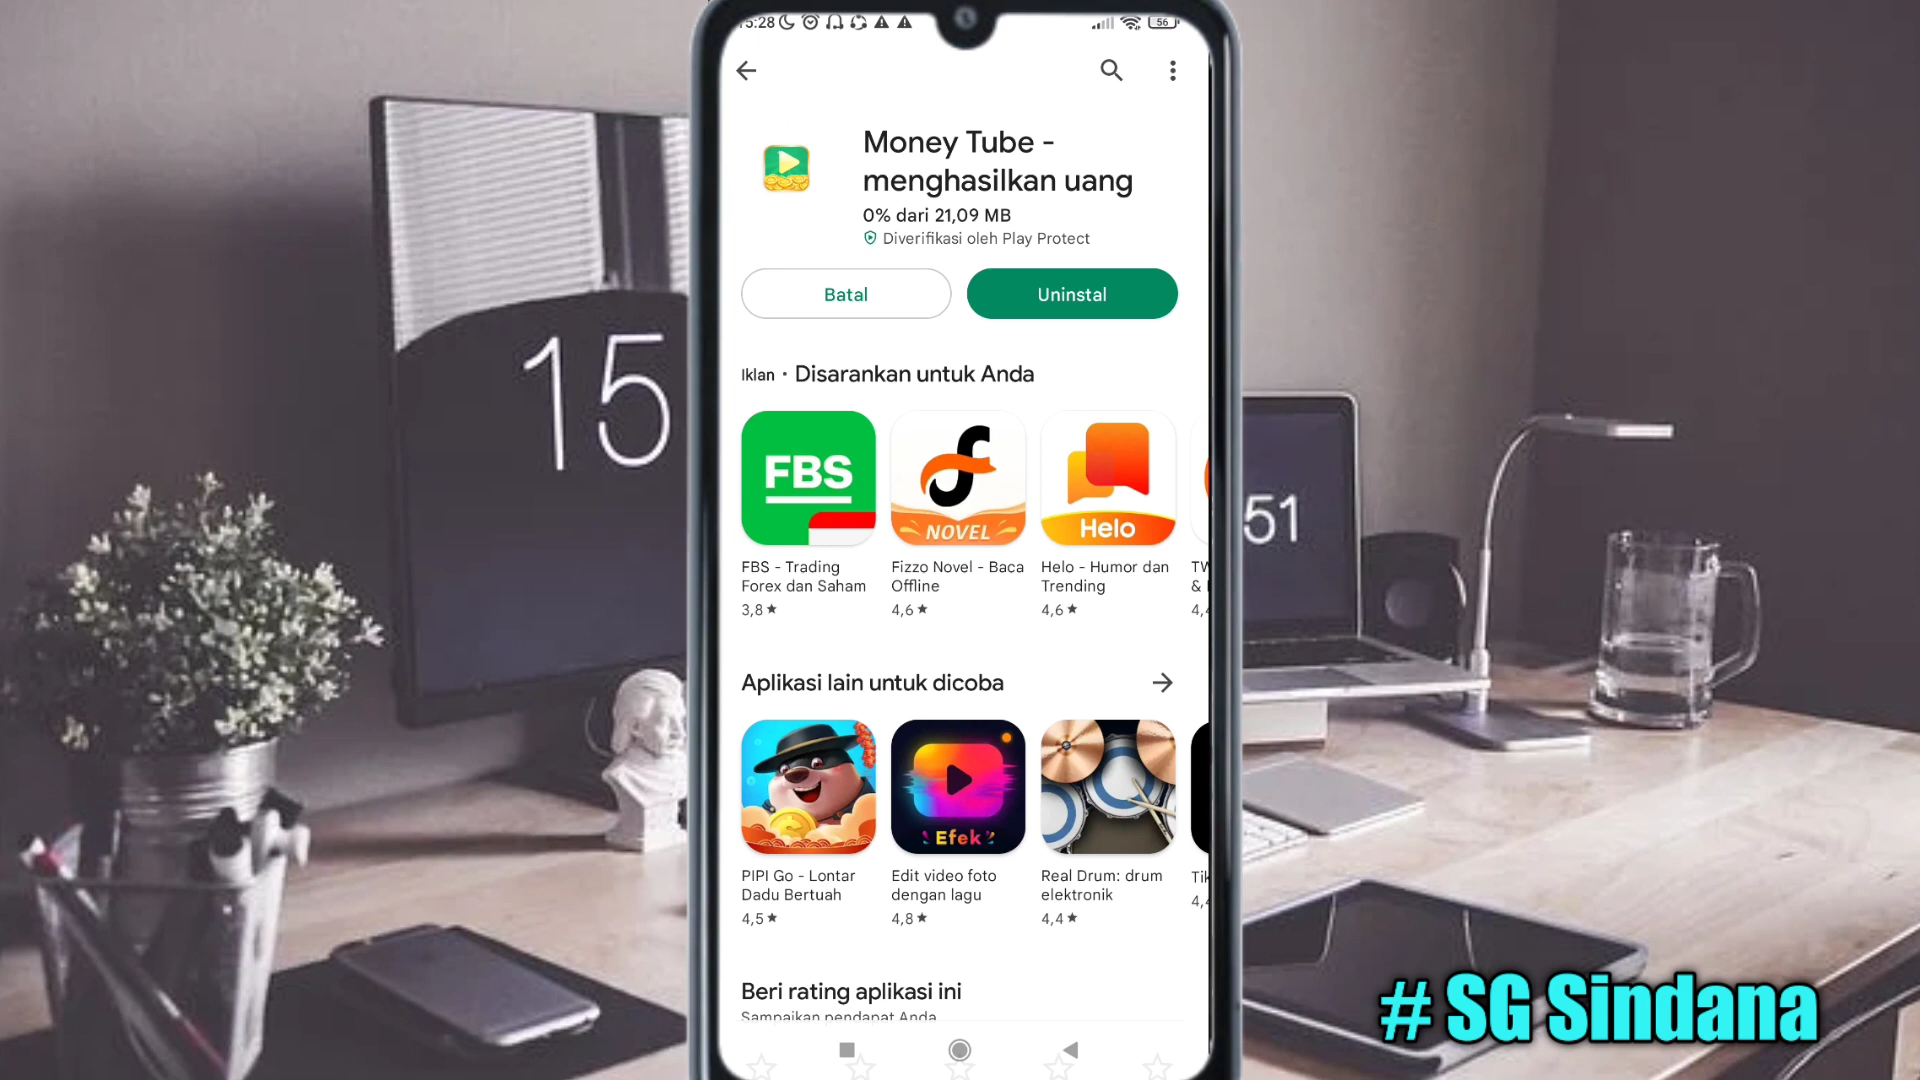 15:28
56
Money Tube -
menghasilkan uang
0% dari 21,09 MB
Diverifikasi oleh Play Protect
Batal
Uninstal
Iklan • Disarankan untuk Anda
FBS
NOVEL
Helo
FBS - Trading
Forex dan Saham
3,8★
Fizzo Novel - Baca
Offline
4,6★
Helo - Humor dan
Trending
4,6★
Aplikasi lain untuk dicoba
Efek
PIPI Go - Lontar
Dadu Bertuah
4,5★
Edit video foto
dengan lagu
4,8★
Real Drum: drum
elektronik
4,4★
Beri rating aplikasi ini
Sampaikan pendapat Anda
15
51
# SG Sindana